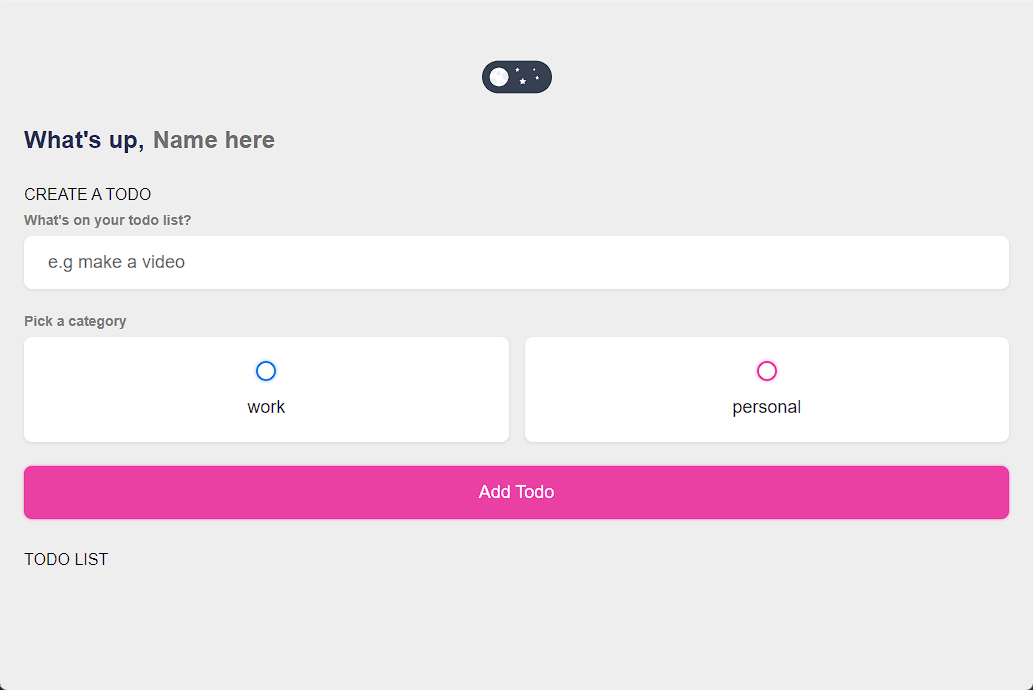 What's up, Name here
CREATE A TODO
What's on your todo list?
e.g make a video
Pick a category
work
personal
Add Todo
TODO LIST